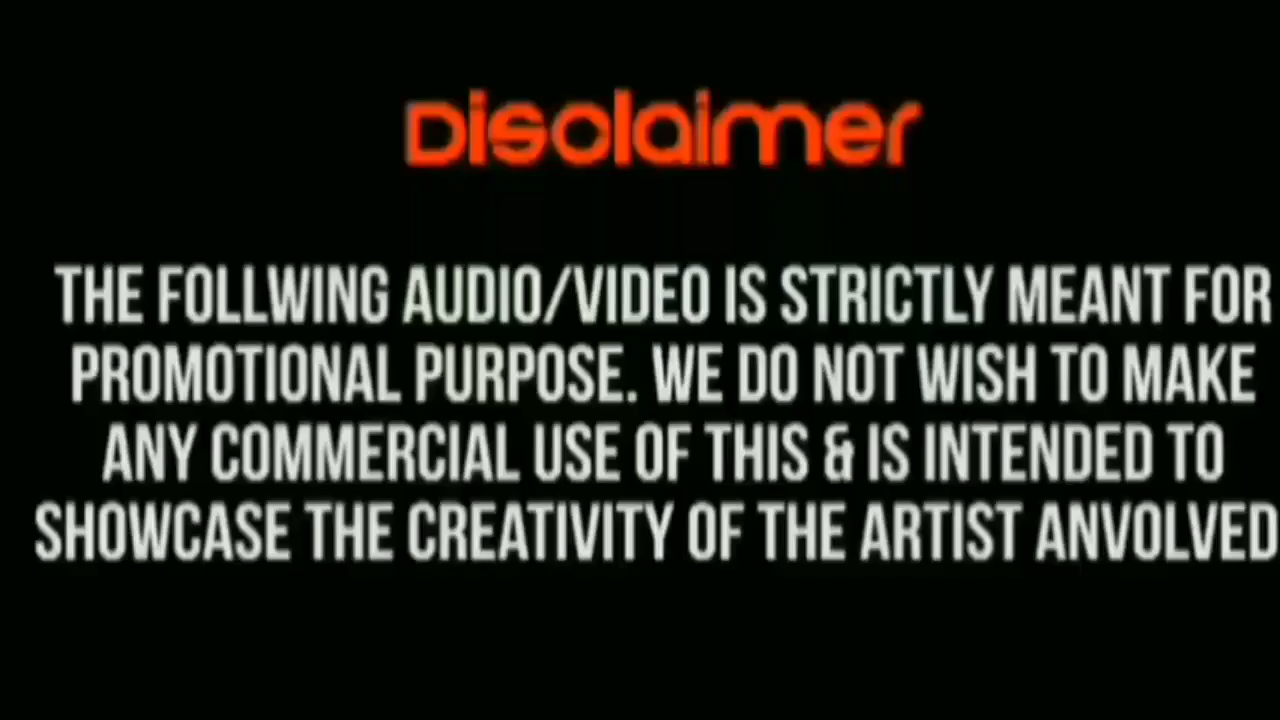 Disclaimer
THE FOLLWING AUDIO/VIDEO IS STRICTLY MEANT FOR
PROMOTIONAL PURPOSE. WE DO NOT WISH TO MAKE
ANY COMMERCIAL USE OF THIS & IS INTENDED TO
SHOWCASE THE CREATIVITY OF THE ARTIST ANVOLVED